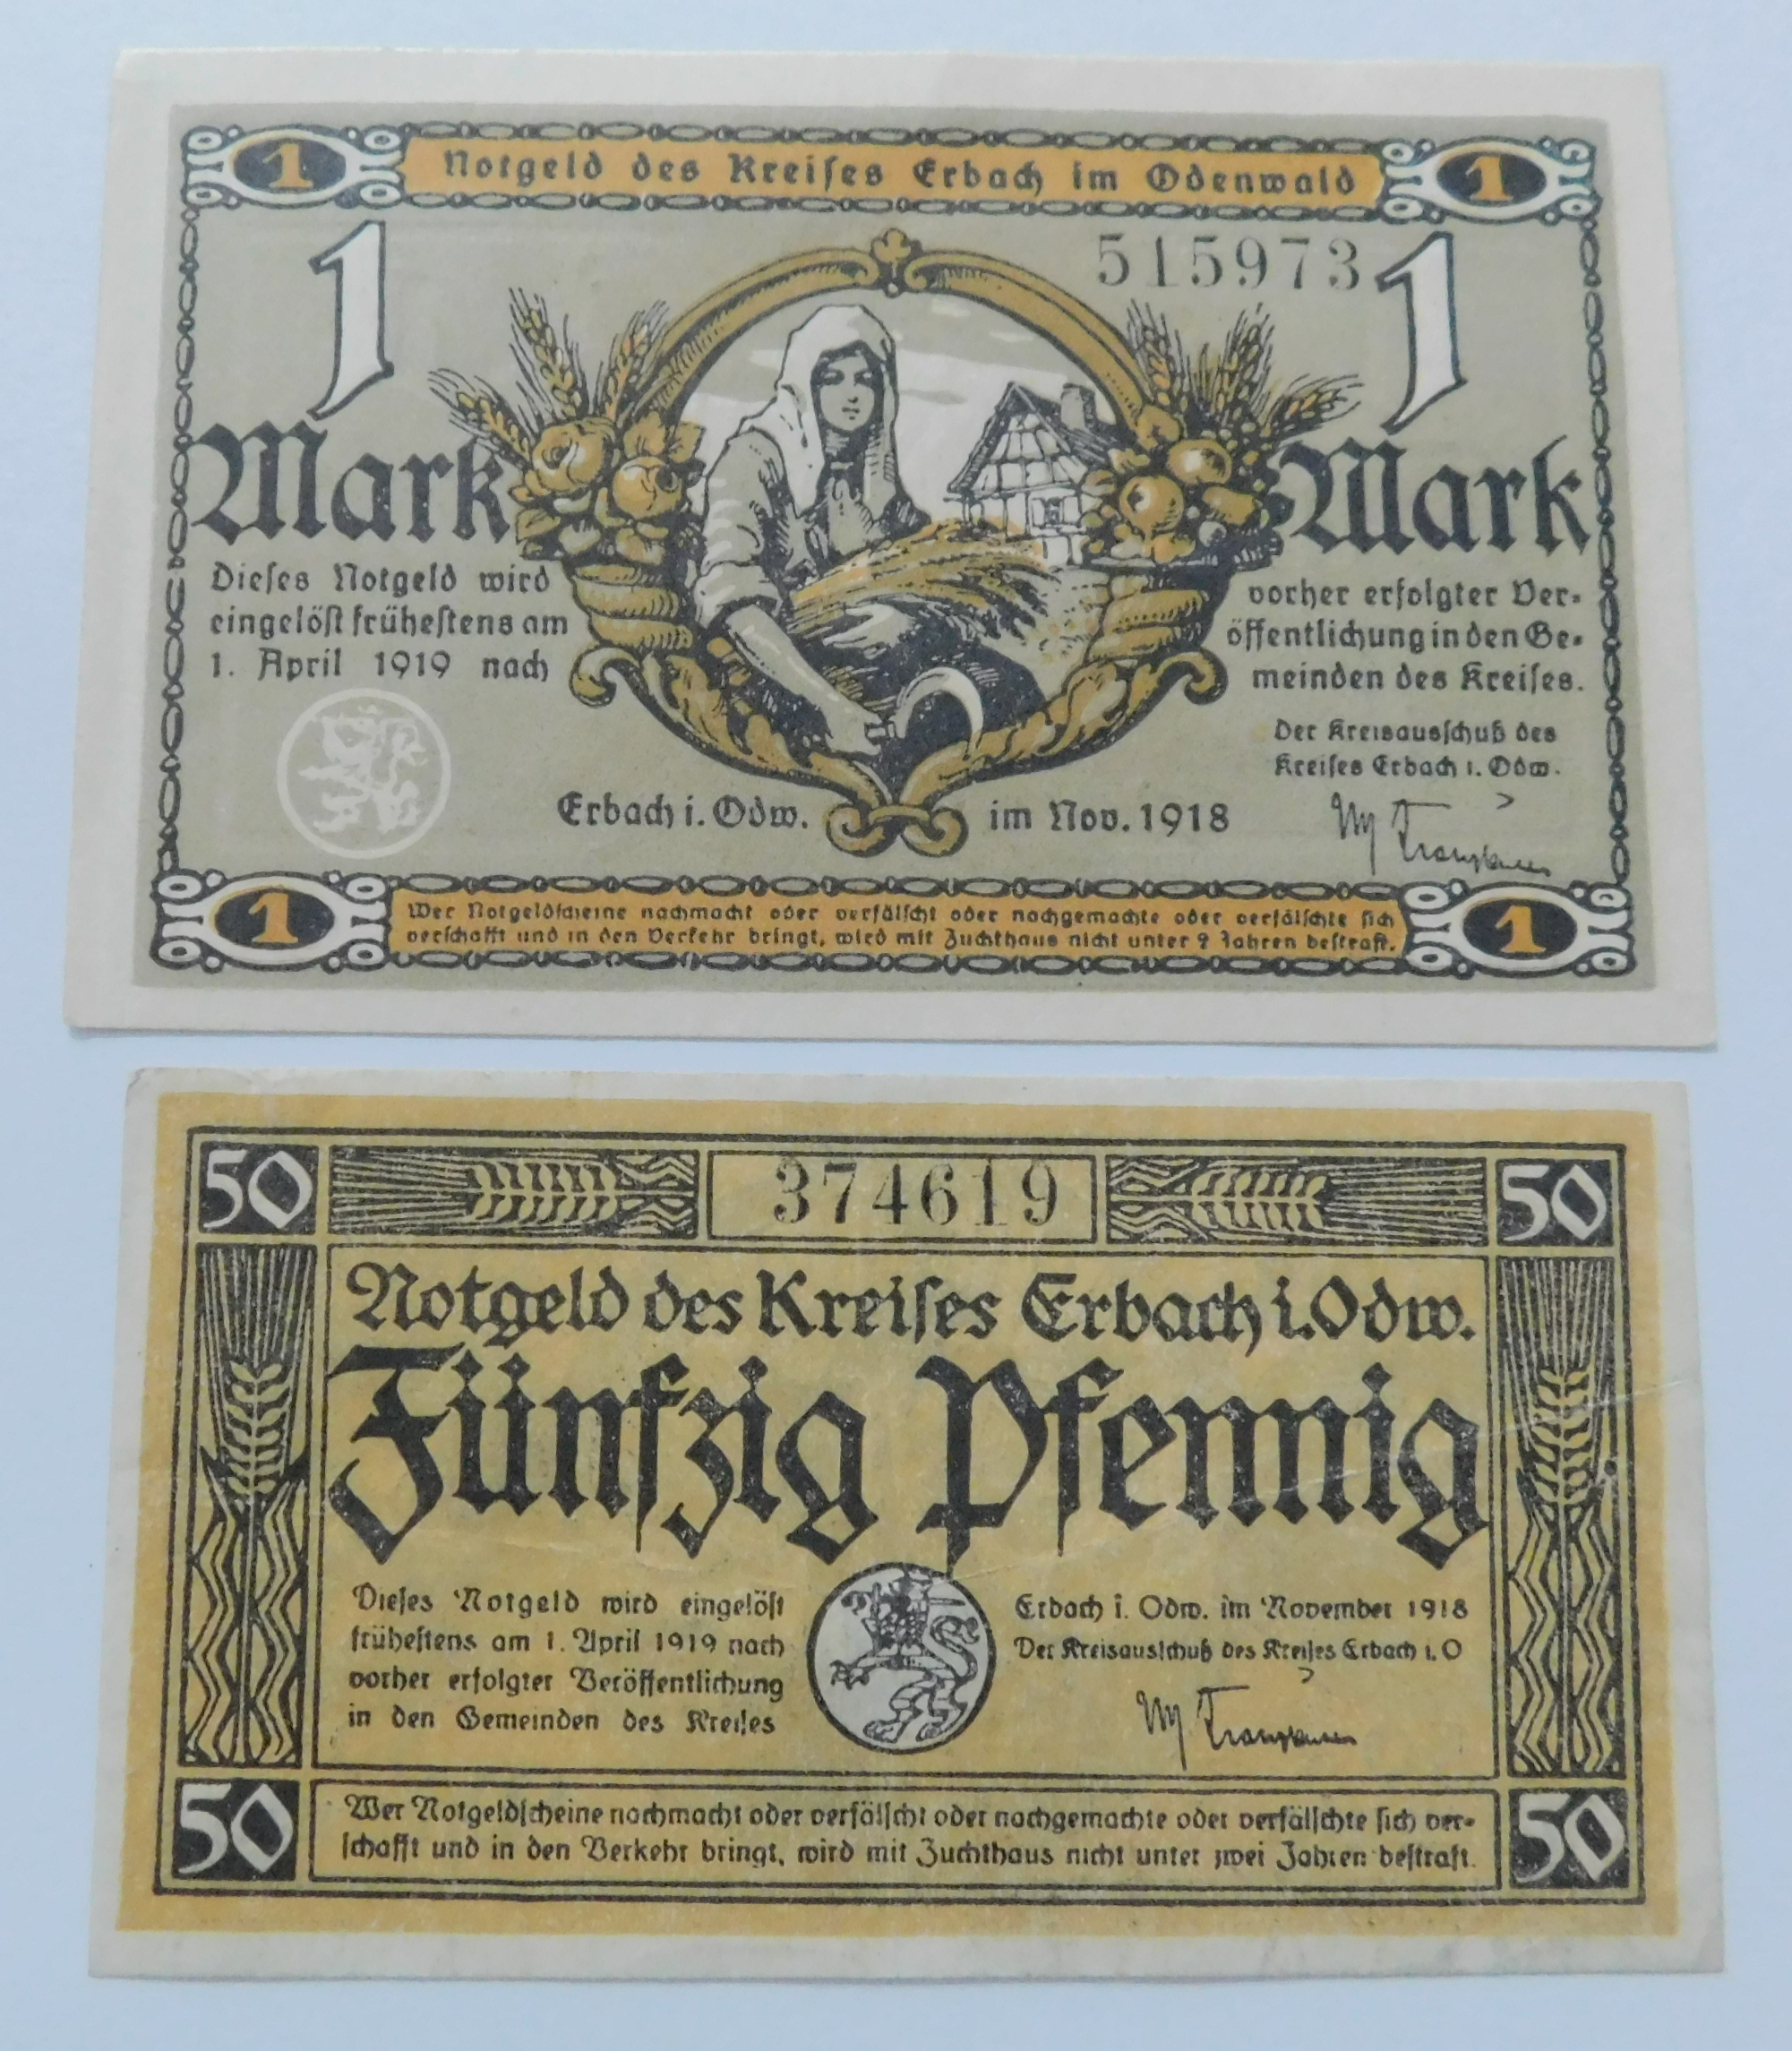 1
Notgeld des Kreiſes Erbach im Odenwald
1
515973
1
1
Mark
Mark
Dieſes Notgeld wird
eingelöſt früheſtens am
1. April 1919 nach
vorher erfolgter Ver-
öffentlichung in den Ge-
meinden des Kreiſes.
Der Kreisausſchuß des
Kreiſes Erbach i. Odw.
Erbach i. Odw. im Nov. 1918
1
Wer Notgeldſcheine nachmacht oder verfälſcht oder nachgemachte oder verfälſchte ſich
verſchafft und in den Verkehr bringt, wird mit Zuchthaus nicht unter 2 Jahren beſtraft.
1
50
374619
50
Notgeld des Kreiſes Erbach i. Odw.
Fünfzig Pfennig
Dieſes Notgeld wird eingelöſt
früheſtens am 1. April 1919 nach
vorher erfolgter Veröffentlichung
in den Gemeinden des Kreiſes
Erbach i. Odw. im November 1918
Der Kreisausſchuß des Kreiſes Erbach i. O
50
Wer Notgeldſcheine nachmacht oder verfälſcht oder nachgemachte oder verfälſchte ſich ver-
ſchafft und in den Verkehr bringt, wird mit Zuchthaus nicht unter zwei Jahren beſtraft.
50